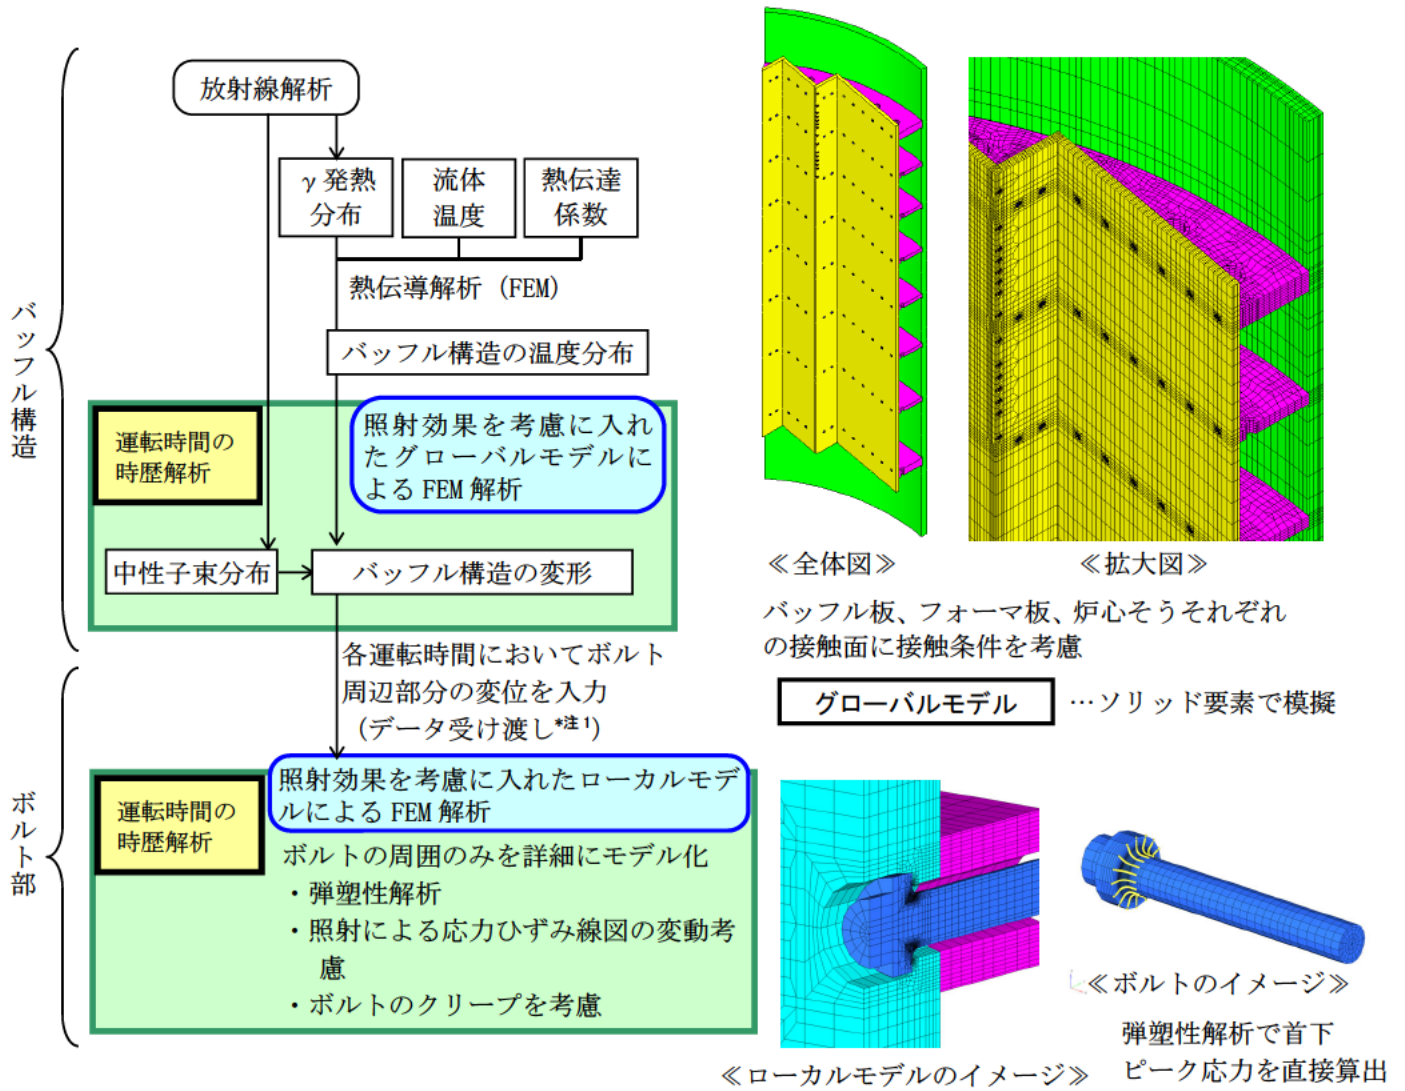 放射線解析
γ発熱
分布
流体
温度
熱伝達
係数
熱伝導解析 (FEM)
バッフル構造の温度分布
バッフル構造
運転時間の
時歴解析
照射効果を考慮に入れ
たグローバルモデルに
よる FEM 解析
中性子束分布
バッフル構造の変形
各運転時間においてボルト
周辺部分の変位を入力
(データ受け渡し*注1)
ボルト部
運転時間の
時歴解析
照射効果を考慮に入れたローカルモデ
ルによる FEM 解析
ボルトの周囲のみを詳細にモデル化
・弾塑性解析
・照射による応力ひずみ線図の変動考
慮
・ボルトのクリープを考慮
≪全体図≫
≪拡大図≫
バッフル板、フォーマ板、炉心そうそれぞれ
の接触面に接触条件を考慮
グローバルモデル
…ソリッド要素で模擬
≪ローカルモデルのイメージ≫
≪ボルトのイメージ≫
弾塑性解析で首下
ピーク応力を直接算出